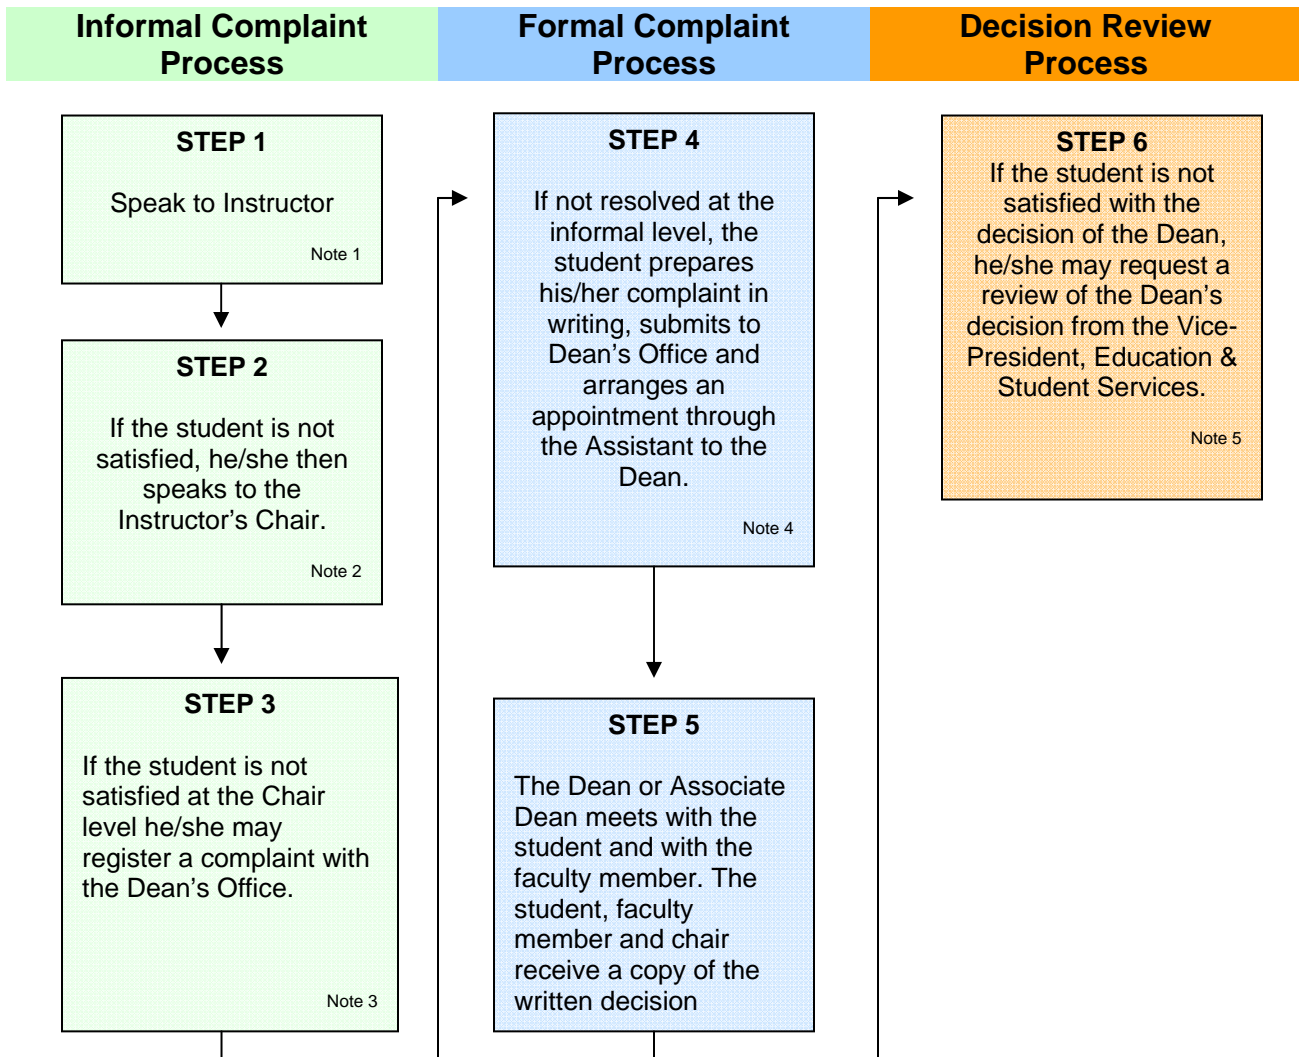 Informal Complaint
Process
Formal Complaint
Process
Decision Review
Process
STEP 1
Speak to Instructor
Note 1
STEP 2
If the student is not
satisfied, he/she then
speaks to the
Instructor’s Chair.
Note 2
STEP 3
If the student is not
satisfied at the Chair
level he/she may
register a complaint with
the Dean’s Office.
Note 3
STEP 4
If not resolved at the
informal level, the
student prepares
his/her complaint in
writing, submits to
Dean’s Office and
arranges an
appointment through
the Assistant to the
Dean.
Note 4
STEP 5
The Dean or Associate
Dean meets with the
student and with the
faculty member. The
student, faculty
member and chair
receive a copy of the
written decision
STEP 6
If the student is not
satisfied with the
decision of the Dean,
he/she may request a
review of the Dean’s
decision from the Vice-
President, Education &
Student Services.
Note 5